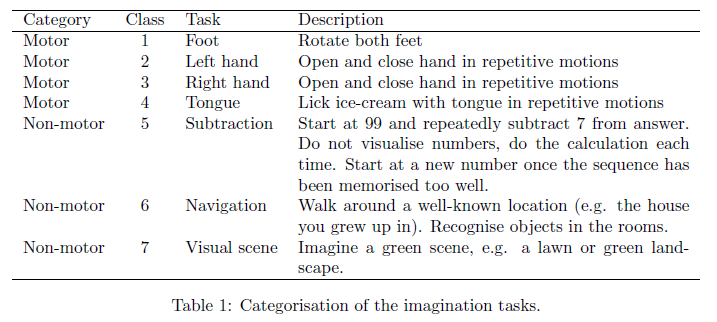 Category Class Task Description
Motor 1 Foot Rotate both feet
Motor 2 Left hand Open and close hand in repetitive motions
Motor 3 Right hand Open and close hand in repetitive motions
Motor 4 Tongue Lick ice-cream with tongue in repetitive motions
Non-motor 5 Subtraction Start at 99 and repeatedly subtract 7 from answer.
Do not visualise numbers, do the calculation each
time. Start at a new number once the sequence has
been memorised too well.
Non-motor 6 Navigation Walk around a well-known location (e.g. the house
you grew up in). Recognise objects in the rooms.
Non-motor 7 Visual scene Imagine a green scene, e.g. a lawn or green land-
scape.
Table 1: Categorisation of the imagination tasks.